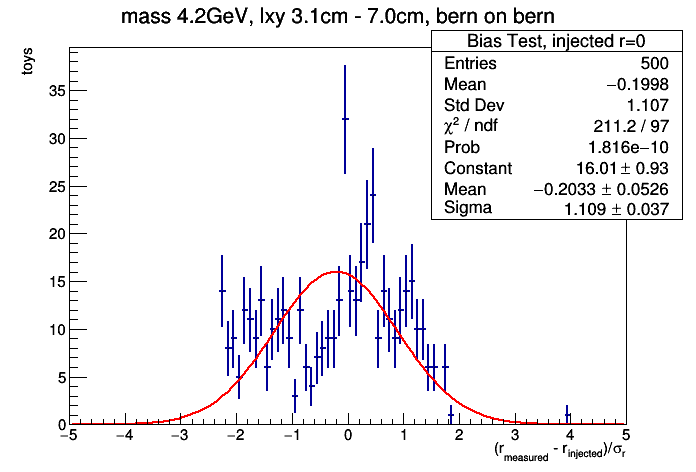 mass 4.2GeV, lxy 3.1cm - 7.0cm, bern on bern
Bias Test, injected r=0
Entries 500
Mean −0.1998
Std Dev 1.107
χ² / ndf 211.2 / 97
Prob 1.816e−10
Constant 16.01 ± 0.93
Mean −0.2033 ± 0.0526
Sigma 1.109 ± 0.037
toys
35
30
25
20
15
10
5
0
−5 −4 −3 −2 −1 0 1 2 3 4 5
(r_measured - r_injected)/σ_r